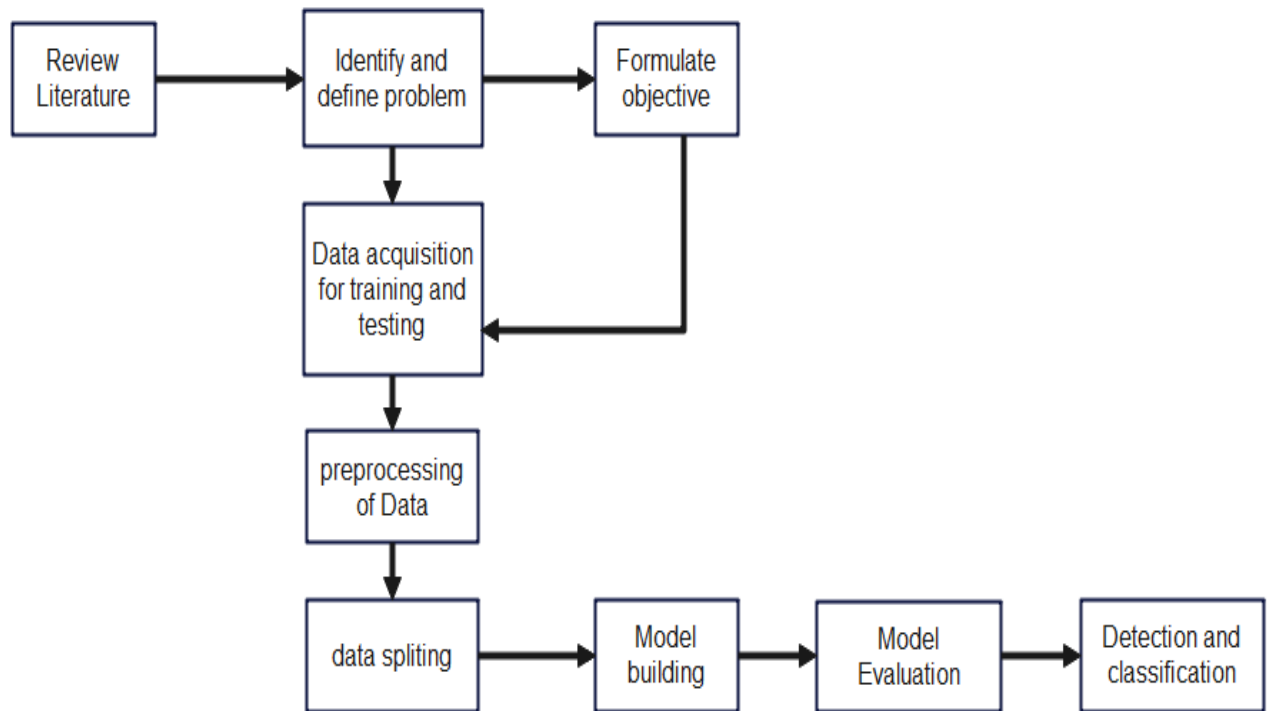 Review
Literature
Identify and
define problem
Formulate
objective
Data acquisition
for training and
testing
preprocessing
of Data
data spliting
Model
building
Model
Evaluation
Detection and
classification